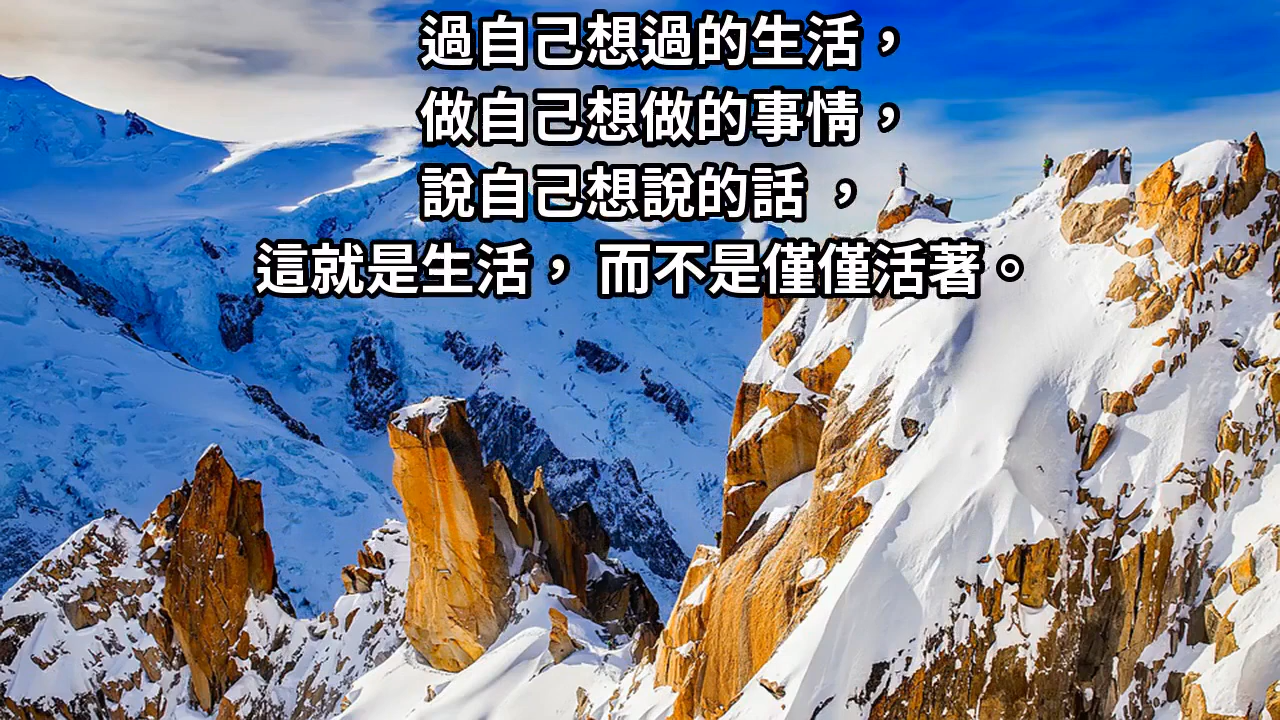 過自己想過的生活，
做自己想做的事情，
說自己想說的話 ，
這就是生活， 而不是僅僅活著。